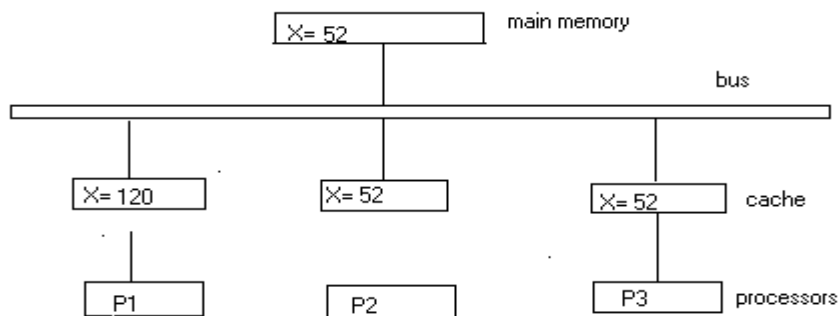 X= 52
main memory
bus
X= 120
X= 52
X= 52
cache
P1
P2
P3
processors